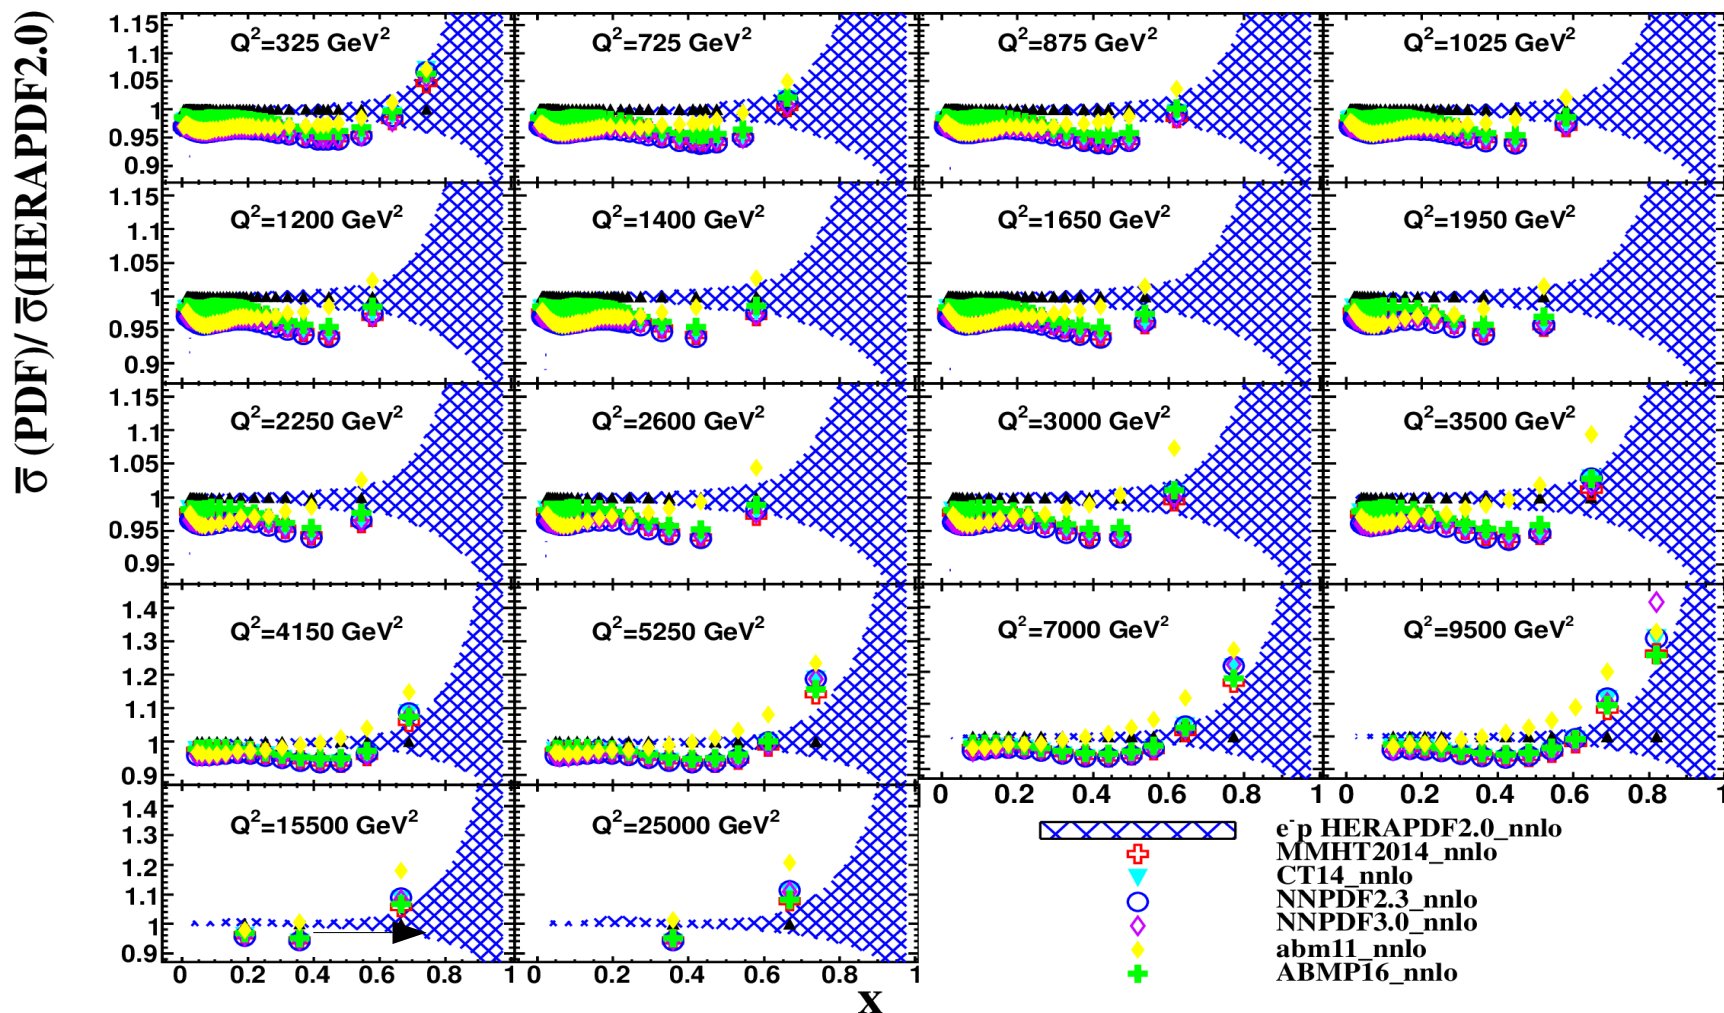 σ̅ (PDF)/ σ̅(HERAPDF2.0)
1.15
1.1
1.05
1
0.95
0.9
Q²=325 GeV²
Q²=725 GeV²
Q²=875 GeV²
Q²=1025 GeV²
1.15
1.1
1.05
1
0.95
0.9
Q²=1200 GeV²
Q²=1400 GeV²
Q²=1650 GeV²
Q²=1950 GeV²
1.15
1.1
1.05
1
0.95
0.9
Q²=2250 GeV²
Q²=2600 GeV²
Q²=3000 GeV²
Q²=3500 GeV²
1.4
1.3
1.2
1.1
1
0.9
Q²=4150 GeV²
Q²=5250 GeV²
Q²=7000 GeV²
Q²=9500 GeV²
0 0.2 0.4 0.6 0.8 1
0 0.2 0.4 0.6 0.8 1
1.4
1.3
1.2
1.1
1
0.9
Q²=15500 GeV²
Q²=25000 GeV²
0 0.2 0.4 0.6 0.8 1
0 0.2 0.4 0.6 0.8 1
x
e⁻p HERAPDF2.0_nnlo
MMHT2014_nnlo
CT14_nnlo
NNPDF2.3_nnlo
NNPDF3.0_nnlo
abm11_nnlo
ABMP16_nnlo